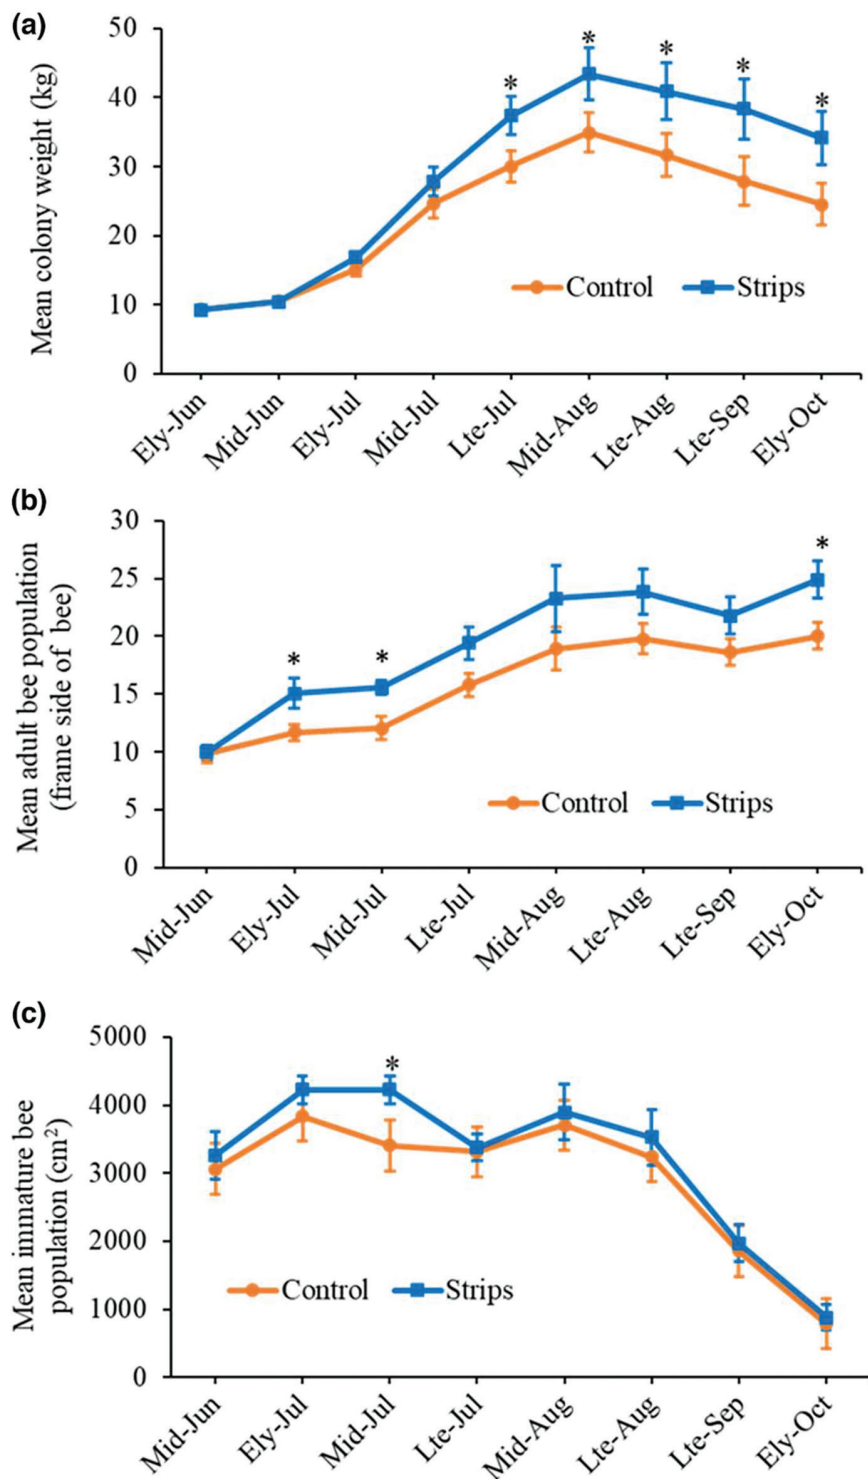 (a)
Mean colony weight (kg)
50
40
30
20
10
0
*
*
*
*
*
Control
Strips
Ely-Jun
Mid-Jun
Ely-Jul
Mid-Jul
Lte-Jul
Mid-Aug
Lte-Aug
Lte-Sep
Ely-Oct
(b)
Mean adult bee population
(frame side of bee)
30
25
20
15
10
5
0
*
*
*
Control
Strips
Mid-Jun
Ely-Jul
Mid-Jul
Lte-Jul
Mid-Aug
Lte-Aug
Lte-Sep
Ely-Oct
(c)
Mean immature bee
population (cm²)
5000
4000
3000
2000
1000
0
*
Control
Strips
Mid-Jun
Ely-Jul
Mid-Jul
Lte-Jul
Mid-Aug
Lte-Aug
Lte-Sep
Ely-Oct